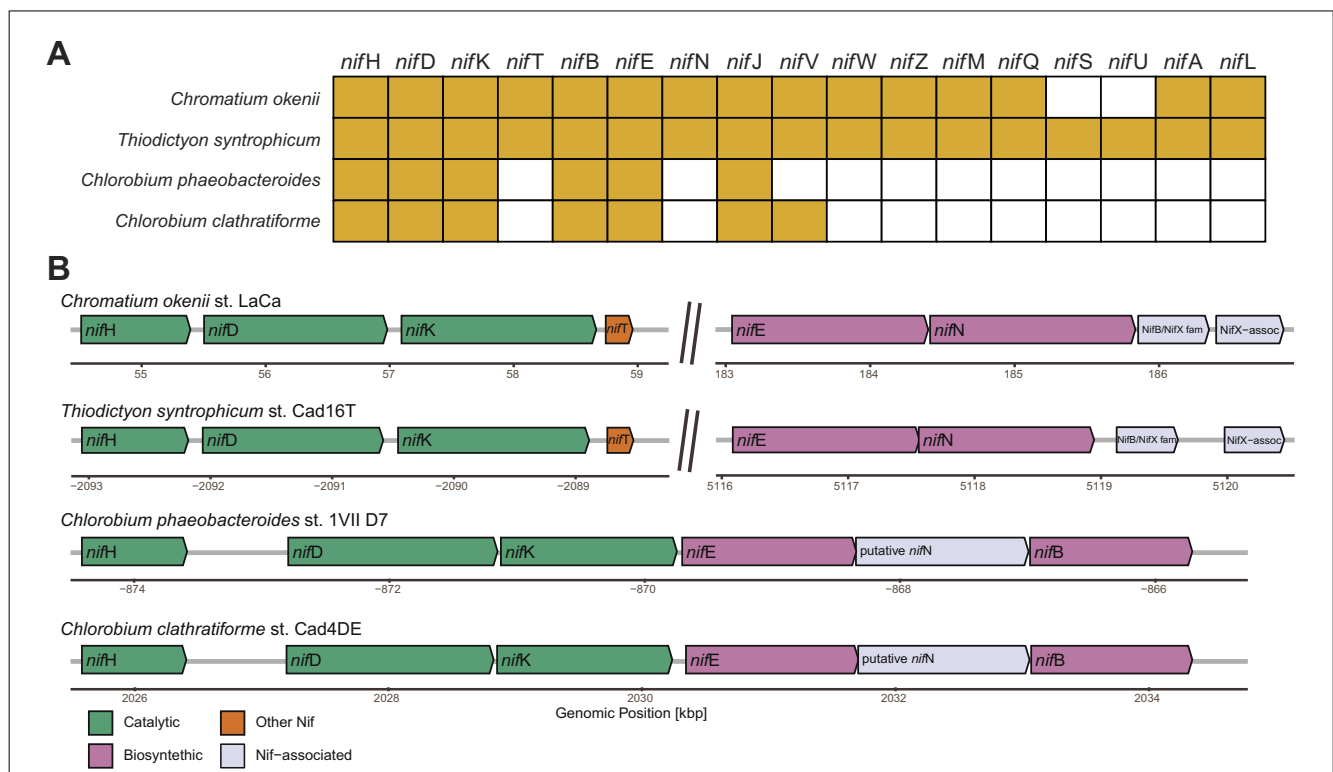 A
nifH nifD nifK nifT nifB nifE nifN nifJ nifV nifW nifZ nifM nifQ nifS nifU nifA nifL
Chromatium okenii
Thiodictyon syntrophicum
Chlorobium phaeobacteroides
Chlorobium clathratiforme
B
Chromatium okenii st. LaCa
nifH nifD nifK nifT nifE nifN NifB/NifX fam NifX−assoc
55 56 57 58 59 183 184 185 186
Thiodictyon syntrophicum st. Cad16T
nifH nifD nifK nifT nifE nifN NifB/NifX fam NifX−assoc
−2093 −2092 −2091 −2090 −2089 5116 5117 5118 5119 5120
Chlorobium phaeobacteroides st. 1VII D7
nifH nifD nifK nifE putative nifN nifB
−874 −872 −870 −868 −866
Chlorobium clathratiforme st. Cad4DE
nifH nifD nifK nifE putative nifN nifB
2026 2028 2030 2032 2034
Genomic Position [kbp]
Catalytic Other Nif
Biosyntethic Nif−associated